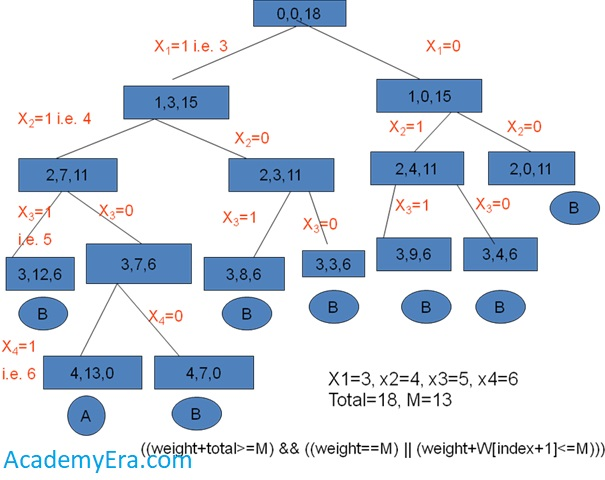 0,0,18
X1=1 i.e. 3
X1=0
1,3,15
1,0,15
X2=1 i.e. 4
X2=0
X2=1
X2=0
2,7,11
2,3,11
2,4,11
2,0,11
X3=1
i.e. 5
X3=0
X3=1
X3=0
X3=1
X3=0
B
3,12,6
3,7,6
3,8,6
3,3,6
3,9,6
3,4,6
B
B
B
B
B
X4=1
i.e. 6
X4=0
4,13,0
4,7,0
A
B
X1=3, x2=4, x3=5, x4=6
Total=18, M=13
((weight+total>=M) && ((weight==M) || (weight+W[index+1]<=M)))
AcademyEra.com